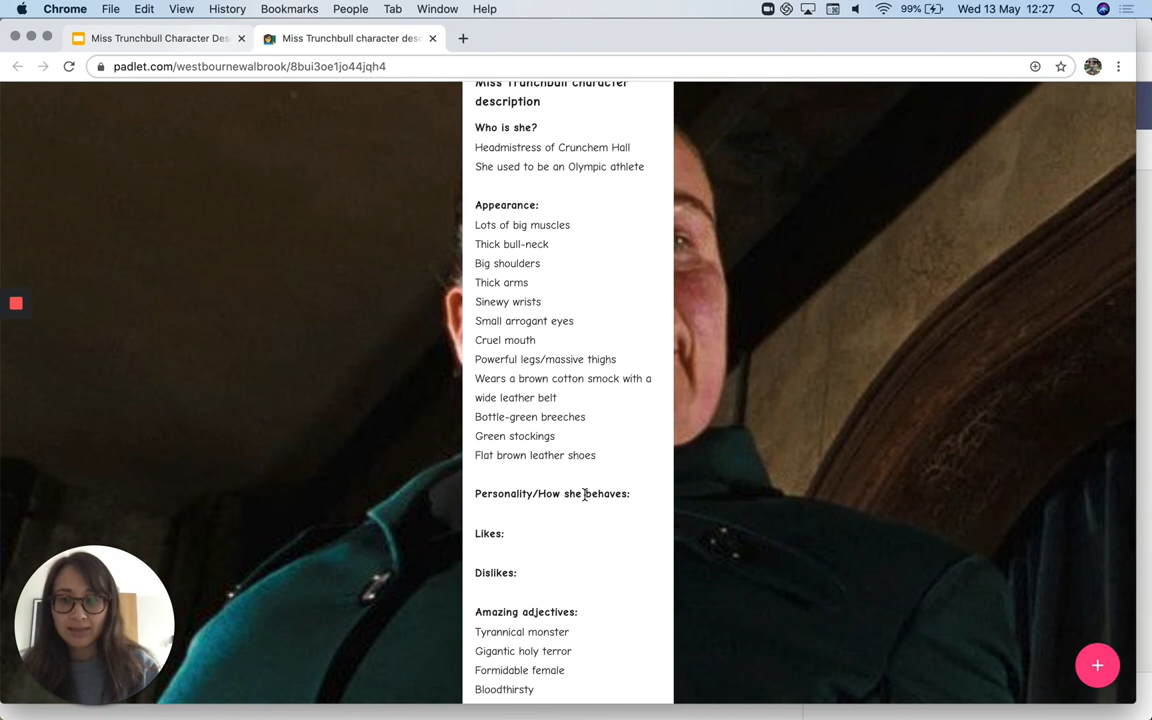 Chrome File Edit View History Bookmarks People Tab Window Help 99% Wed 13 May 12:27
Miss Trunchbull Character Des
Miss Trunchbull character desc
padlet.com/westbournewalbrook/8bui3oe1jo44jqh4
Miss Trunchbull character
description
Who is she?
Headmistress of Crunchem Hall
She used to be an Olympic athlete
Appearance:
Lots of big muscles
Thick bull-neck
Big shoulders
Thick arms
Sinewy wrists
Small arrogant eyes
Cruel mouth
Powerful legs/massive thighs
Wears a brown cotton smock with a
wide leather belt
Bottle-green breeches
Green stockings
Flat brown leather shoes
Personality/How she behaves:
Likes:
Dislikes:
Amazing adjectives:
Tyrannical monster
Gigantic holy terror
Formidable female
Bloodthirsty